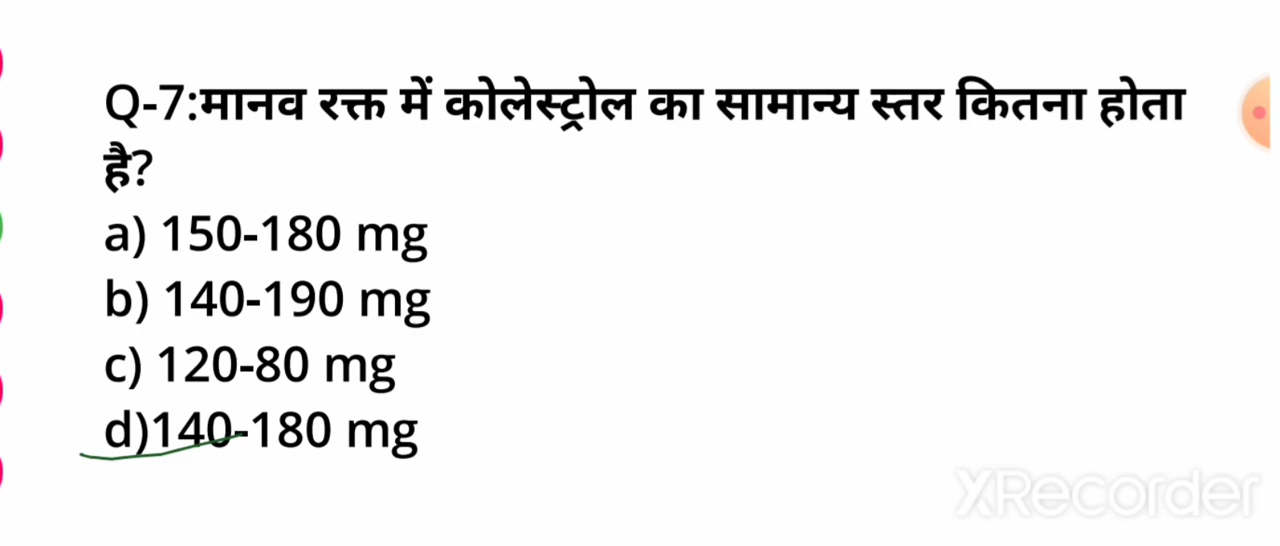 Q-7:मानव रक्त में कोलेस्ट्रोल का सामान्य स्तर कितना होता
है?
a) 150-180 mg
b) 140-190 mg
c) 120-80 mg
d)140-180 mg
XRecorder